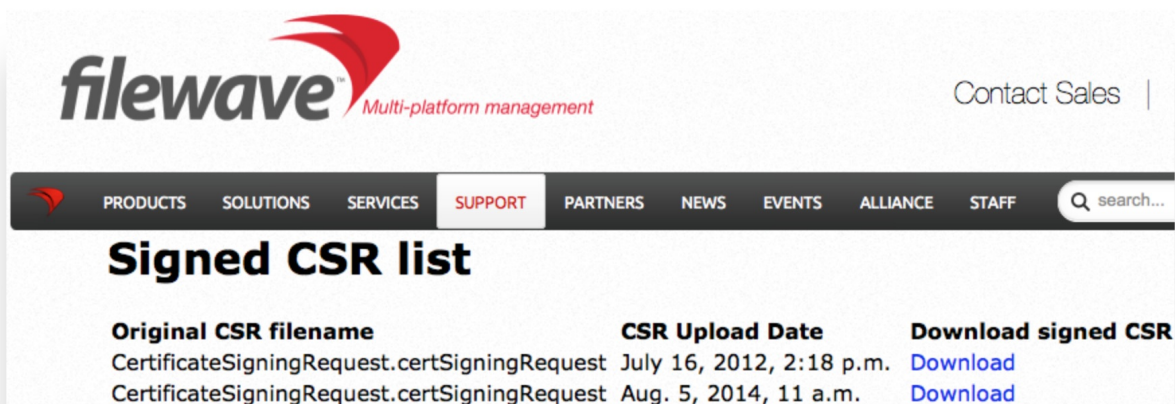 filewave™
Multi-platform management
Contact Sales |
PRODUCTS SOLUTIONS SERVICES SUPPORT PARTNERS NEWS EVENTS ALLIANCE STAFF search...
Signed CSR list
Original CSR filename CSR Upload Date Download signed CSR
CertificateSigningRequest.certSigningRequest July 16, 2012, 2:18 p.m. Download
CertificateSigningRequest.certSigningRequest Aug. 5, 2014, 11 a.m. Download